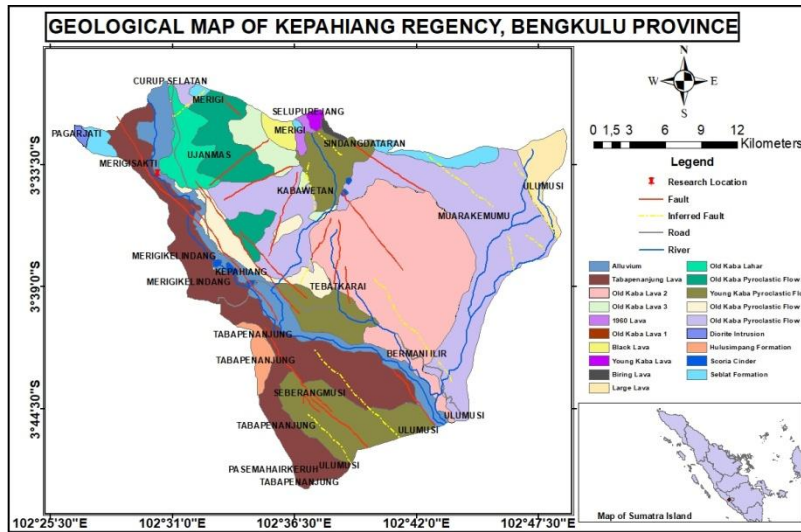 GEOLOGICAL MAP OF KEPAHIANG REGENCY, BENGKULU PROVINCE
N
W E
S
0 1,5 3 6 9 12
Kilometers
Legend
Research Location
Fault
Inferred Fault
Road
River
Alluvium
Tabapenanjung Lava
Old Kaba Lava 2
Old Kaba Lava 3
1960 Lava
Old Kaba Lava 1
Black Lava
Young Kaba Lava
Biring Lava
Large Lava
Old Kaba Lahar
Old Kaba Pyroclastic Flow
Young Kaba Pyroclastic Fl
Old Kaba Pyroclastic Flow
Old Kaba Pyroclastic Flow
Diorite Intrusion
Hulusimpang Formation
Scoria Cinder
Seblat Formation
Map of Sumatra Island
CURUP SELATAN
MERIGI
SELUPUREJANG
PAGARJATI
MERIGI
SINDANGDATARAN
UJANMAS
MERIGISAKTI
ULUMUSI
KABAWETAN
MUARAKEMUMU
MERIGIKELINDANG
KEPAHIANG
MERIGIKELINDANG
TEBATKARAI
TABAPENANJUNG
BERMANI ILIR
TABAPENANJUNG
SEBERANGMUSI
ULUMUSI
TABAPENANJUNG
ULUMUSI
PASEMAHAIRKERUH
ULUMUSI
TABAPENANJUNG
3°33'30"S
3°39'0"S
3°44'30"S
102°25'30"E
102°31'0"E
102°36'30"E
102°42'0"E
102°47'30"E